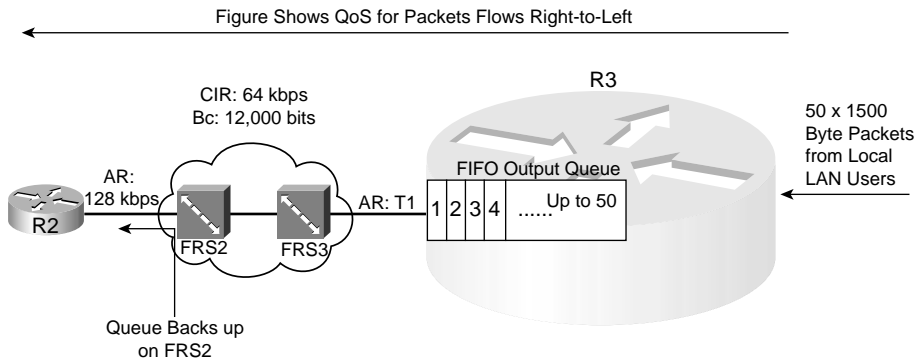 Figure Shows QoS for Packets Flows Right-to-Left
R3
CIR: 64 kbps
Bc: 12,000 bits
50 x 1500
Byte Packets
from Local
LAN Users
FIFO Output Queue
1 2 3 4 ...... Up to 50
AR:
128 kbps
AR: T1
R2
FRS2
FRS3
Queue Backs up
on FRS2